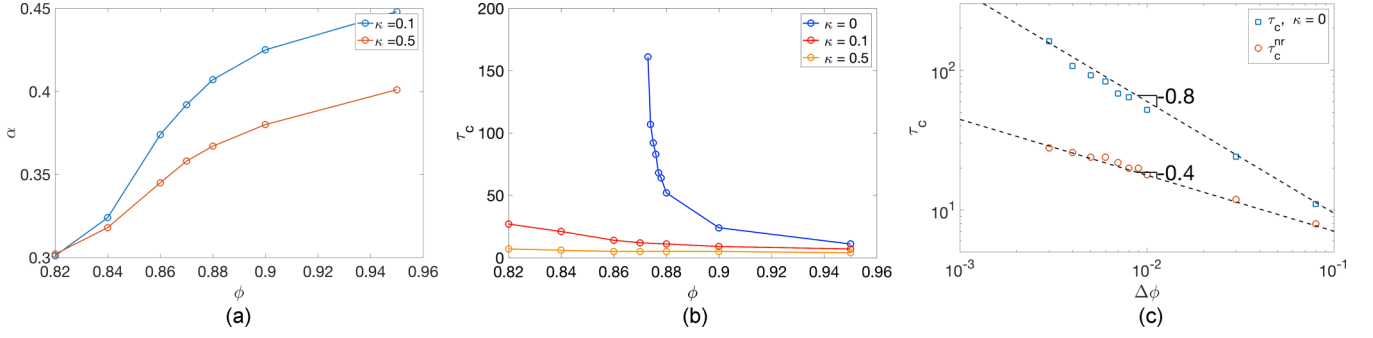 0.45
0.4
0.35
0.3
α
0.82 0.84 0.86 0.88 0.9 0.92 0.94 0.96
ϕ
κ =0.1
κ =0.5
(a)
200
150
100
50
0
τc
0.82 0.84 0.86 0.88 0.90 0.92 0.94 0.96
ϕ
κ = 0
κ = 0.1
κ = 0.5
(b)
10²
10¹
τc
10⁻³ 10⁻² 10⁻¹
Δϕ
τc, κ = 0
τcⁿʳ
-0.8
-0.4
(c)